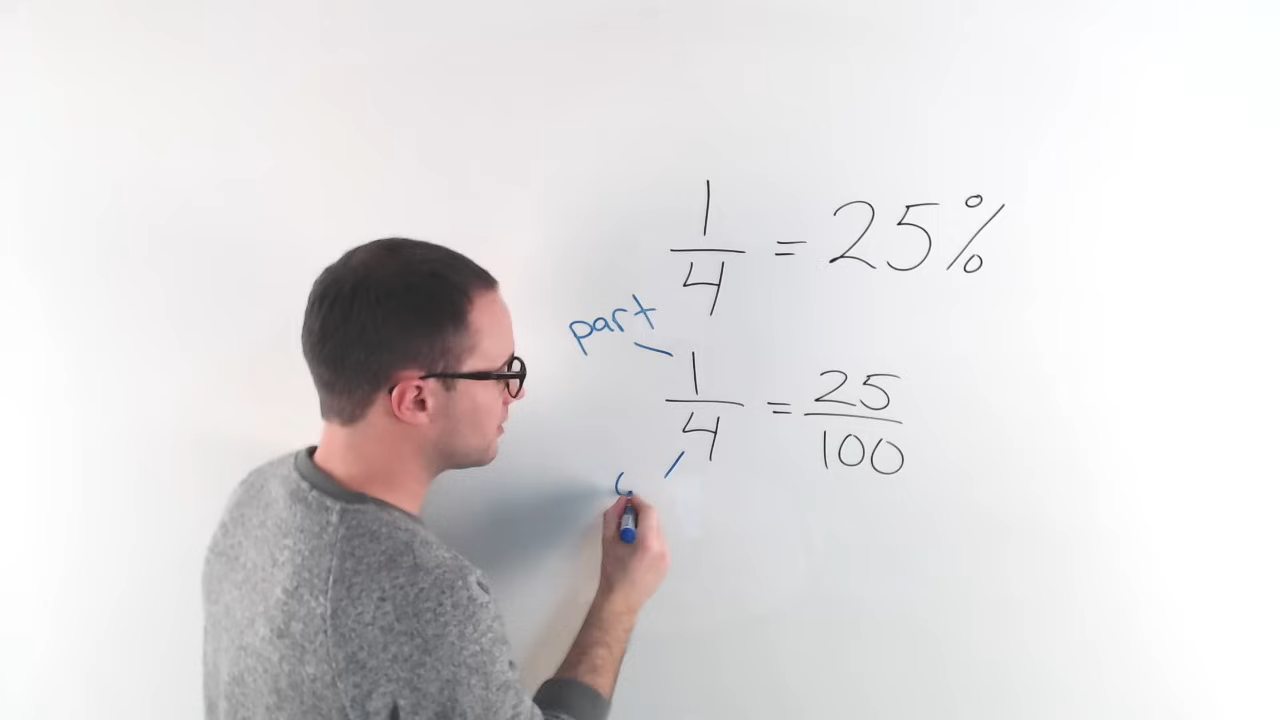 1/4 = 25%
part
1/4 = 25/100